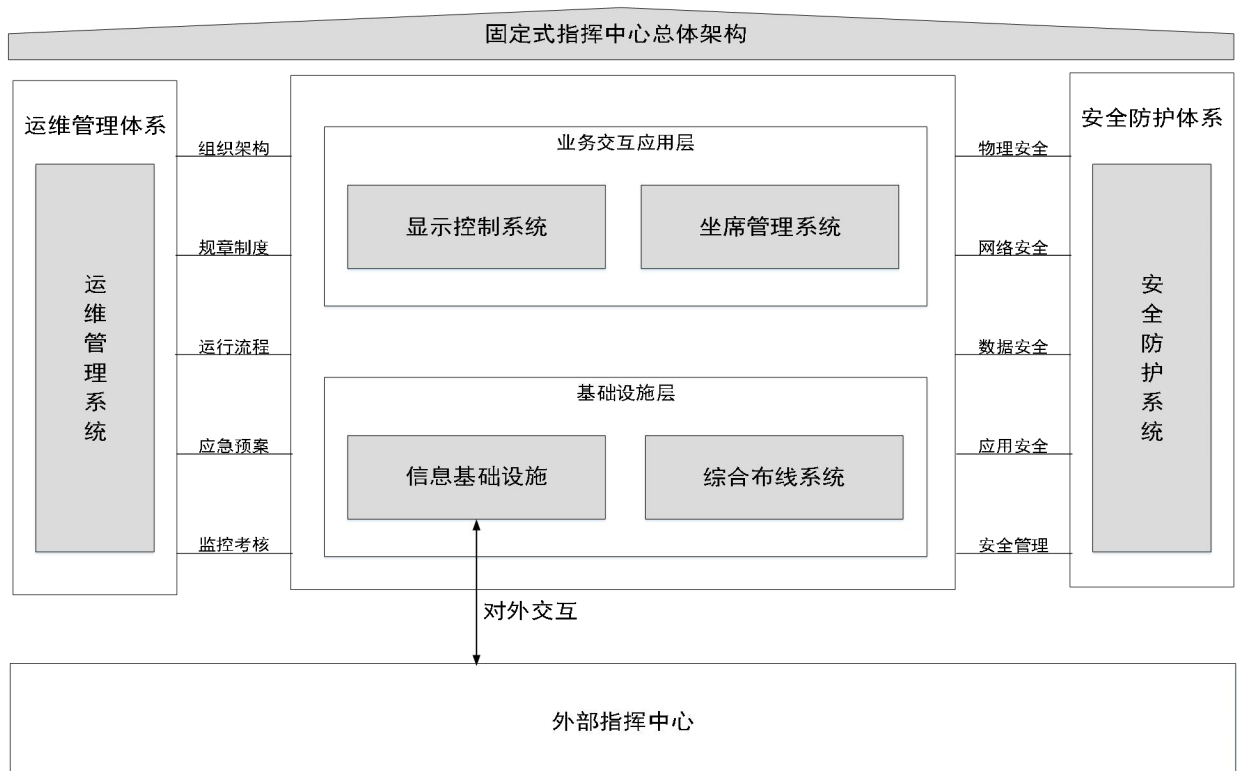 固定式指挥中心总体架构
运维管理体系
运维管理系统
组织架构
规章制度
运行流程
应急预案
监控考核
业务交互应用层
显示控制系统
坐席管理系统
基础设施层
信息基础设施
综合布线系统
对外交互
物理安全
网络安全
数据安全
应用安全
安全管理
安全防护体系
安全防护系统
外部指挥中心